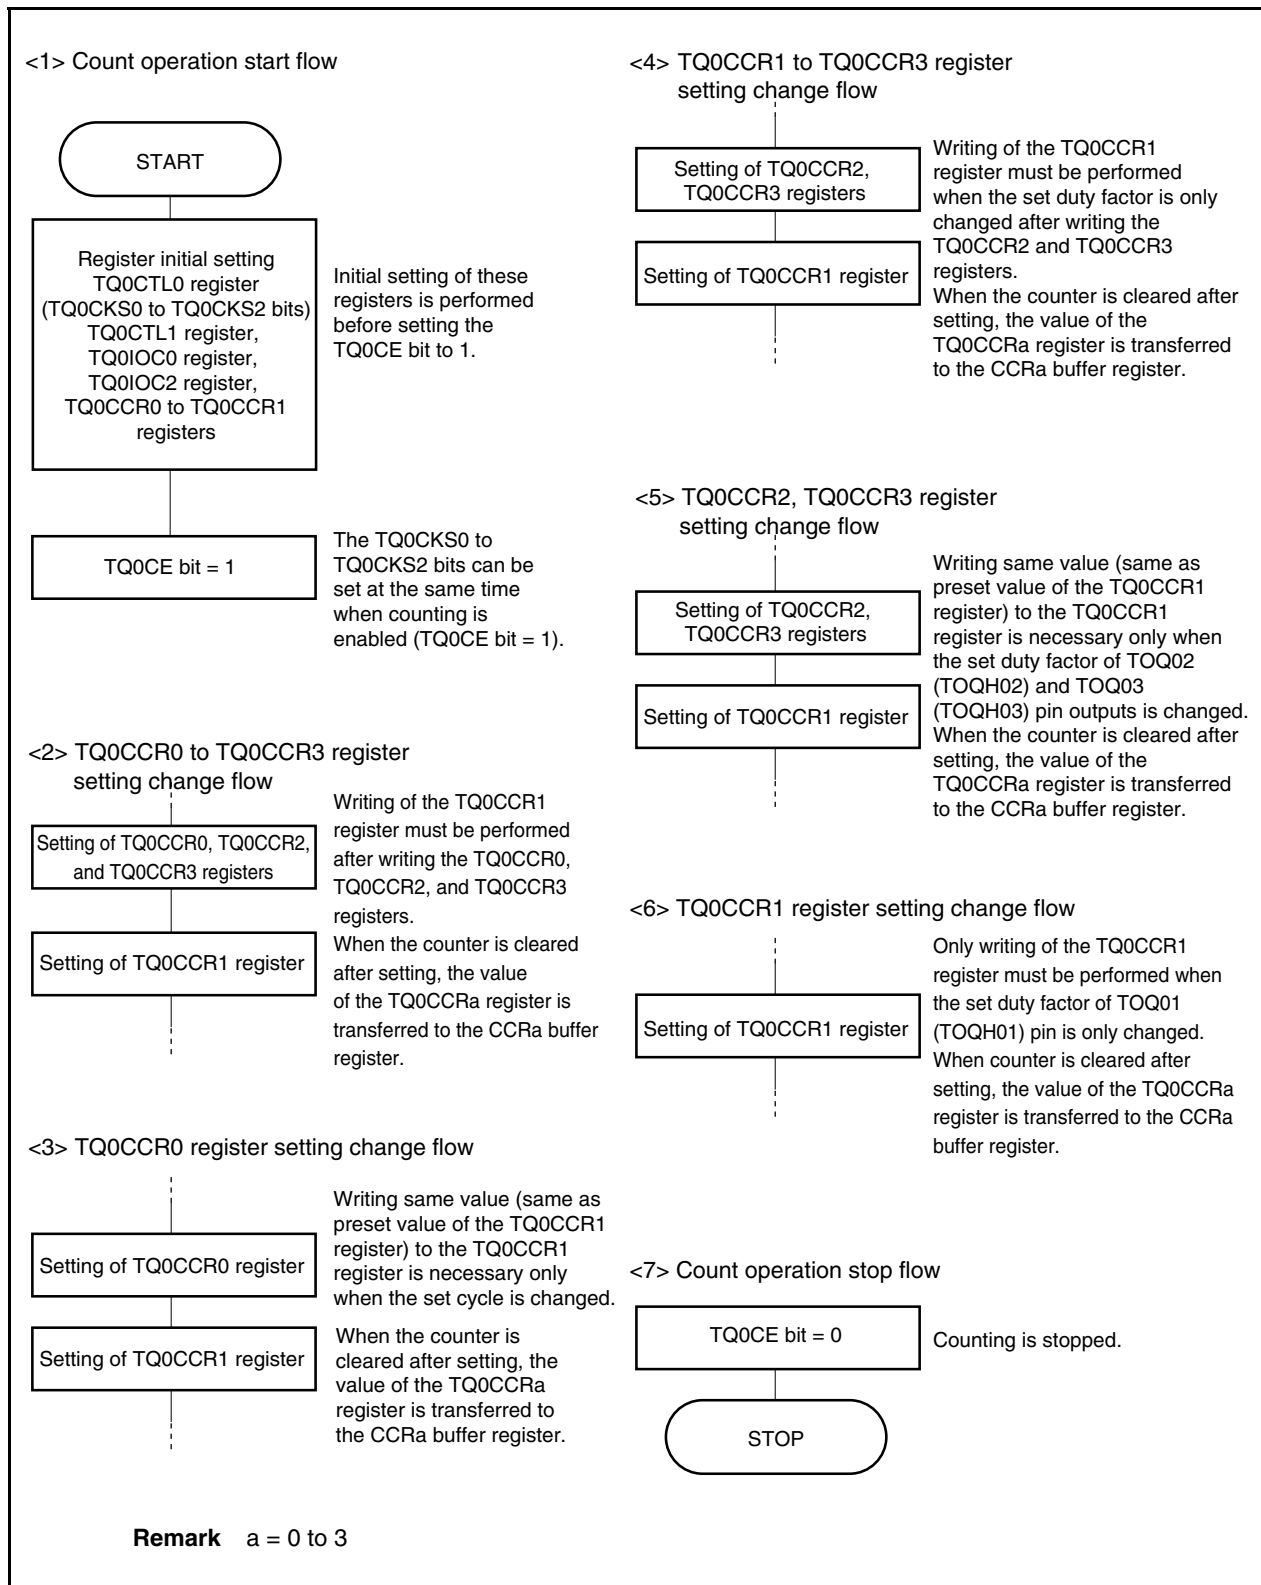 <1> Count operation start flow
START
Register initial setting
TQ0CTL0 register
(TQ0CKS0 to TQ0CKS2 bits)
TQ0CTL1 register,
TQ0IOC0 register,
TQ0IOC2 register,
TQ0CCR0 to TQ0CCR1
registers
Initial setting of these
registers is performed
before setting the
TQ0CE bit to 1.
TQ0CE bit = 1
The TQ0CKS0 to
TQ0CKS2 bits can be
set at the same time
when counting is
enabled (TQ0CE bit = 1).
<2> TQ0CCR0 to TQ0CCR3 register
setting change flow
Setting of TQ0CCR0, TQ0CCR2,
and TQ0CCR3 registers
Setting of TQ0CCR1 register
Writing of the TQ0CCR1
register must be performed
after writing the TQ0CCR0,
TQ0CCR2, and TQ0CCR3
registers.
When the counter is cleared
after setting, the value
of the TQ0CCRa register is
transferred to the CCRa buffer
register.
<3> TQ0CCR0 register setting change flow
Setting of TQ0CCR0 register
Setting of TQ0CCR1 register
Writing same value (same as
preset value of the TQ0CCR1
register) to the TQ0CCR1
register is necessary only
when the set cycle is changed.
When the counter is
cleared after setting, the
value of the TQ0CCRa
register is transferred to
the CCRa buffer register.
<4> TQ0CCR1 to TQ0CCR3 register
setting change flow
Setting of TQ0CCR2,
TQ0CCR3 registers
Setting of TQ0CCR1 register
Writing of the TQ0CCR1
register must be performed
when the set duty factor is only
changed after writing the
TQ0CCR2 and TQ0CCR3
registers.
When the counter is cleared after
setting, the value of the
TQ0CCRa register is transferred
to the CCRa buffer register.
<5> TQ0CCR2, TQ0CCR3 register
setting change flow
Setting of TQ0CCR2,
TQ0CCR3 registers
Setting of TQ0CCR1 register
Writing same value (same as
preset value of the TQ0CCR1
register) to the TQ0CCR1
register is necessary only when
the set duty factor of TOQ02
(TOQH02) and TOQ03
(TOQH03) pin outputs is changed.
When the counter is cleared after
setting, the value of the
TQ0CCRa register is transferred
to the CCRa buffer register.
<6> TQ0CCR1 register setting change flow
Setting of TQ0CCR1 register
Only writing of the TQ0CCR1
register must be performed when
the set duty factor of TOQ01
(TOQH01) pin is only changed.
When counter is cleared after
setting, the value of the TQ0CCRa
register is transferred to the CCRa
buffer register.
<7> Count operation stop flow
TQ0CE bit = 0
Counting is stopped.
STOP
Remark a = 0 to 3